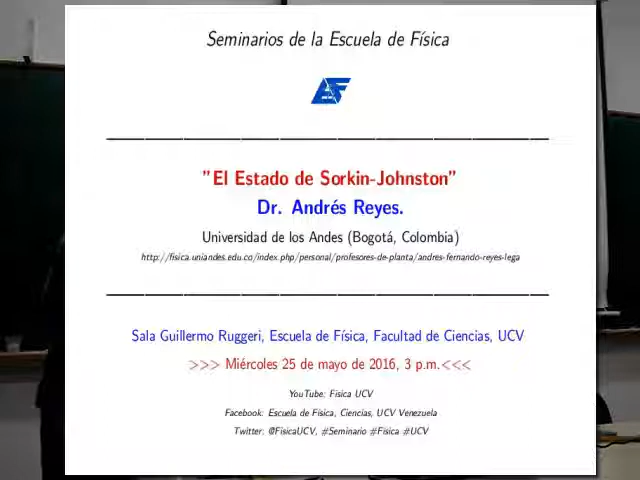 Seminarios de la Escuela de Física
EF
"El Estado de Sorkin-Johnston"
Dr. Andrés Reyes.
Universidad de los Andes (Bogotá, Colombia)
http://fisica.uniandes.edu.co/index.php/personal/profesores-de-planta/andres-fernando-reyes-lega
Sala Guillermo Ruggeri, Escuela de Física, Facultad de Ciencias, UCV
>>> Miércoles 25 de mayo de 2016, 3 p.m.<<<
YouTube: Fisica UCV
Facebook: Escuela de Física, Ciencias, UCV Venezuela
Twitter: @FisicaUCV, #Seminario #Fisica #UCV